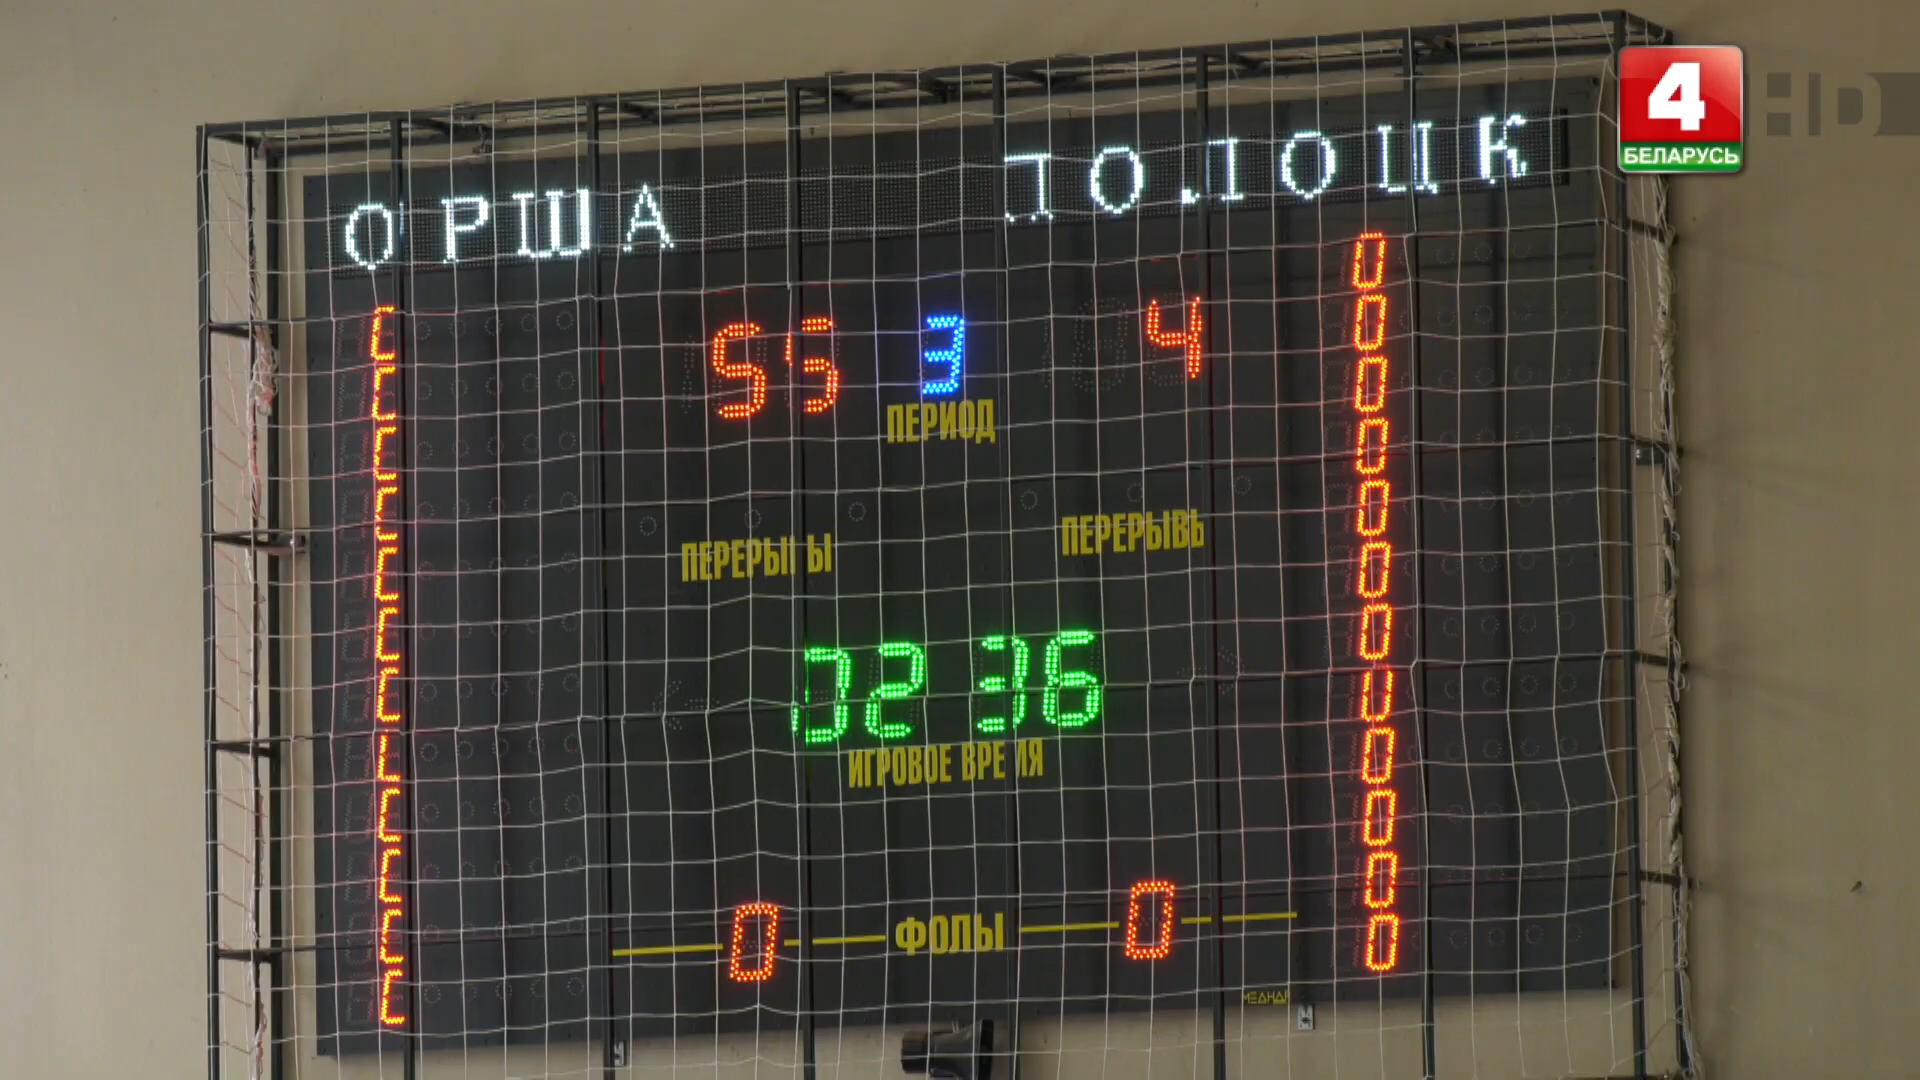 4 HD
БЕЛАРУСЬ
ОРША ПОЛОЦК
55 3 4
ПЕРИОД
ПЕРЕРЫВЫ ПЕРЕРЫВЫ
02 36
ИГРОВОЕ ВРЕМЯ
0 ФОЛЫ 0